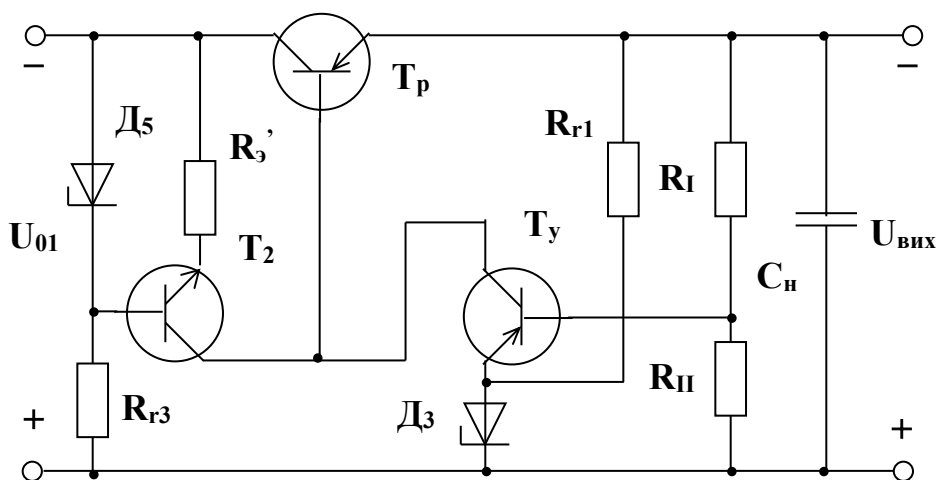 – –
Tр
Д5 Rr1
Rэ’ RI
U01 T2 Tу Uвих
Cн
Rr3 RII
+ Д3 +